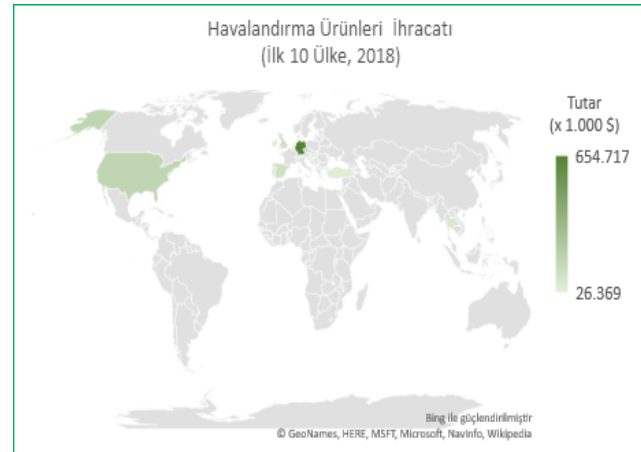 Havalandırma Ürünleri İhracatı
(İlk 10 Ülke, 2018)
Tutar
(x 1.000 $)
654.717
26.369
Bing ile güçlendirilmiştir
© GeoNames, HERE, MSFT, Microsoft, NavInfo, Wikipedia